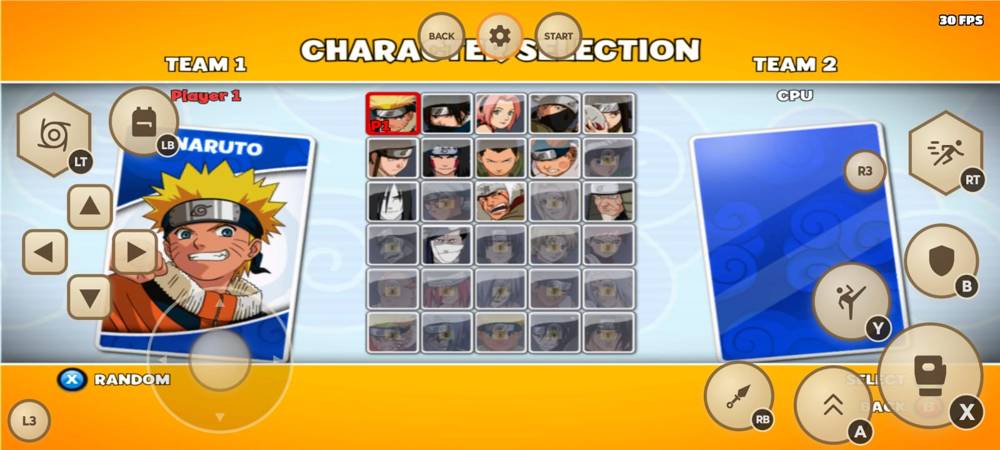 BACK
START
30 FPS
CHARACTER SELECTION
TEAM 1
TEAM 2
Player 1
CPU
LT
LB
NARUTO
P1
R3
RT
B
Y
X RANDOM
SELECT
BACK B
L3
RB
A
X